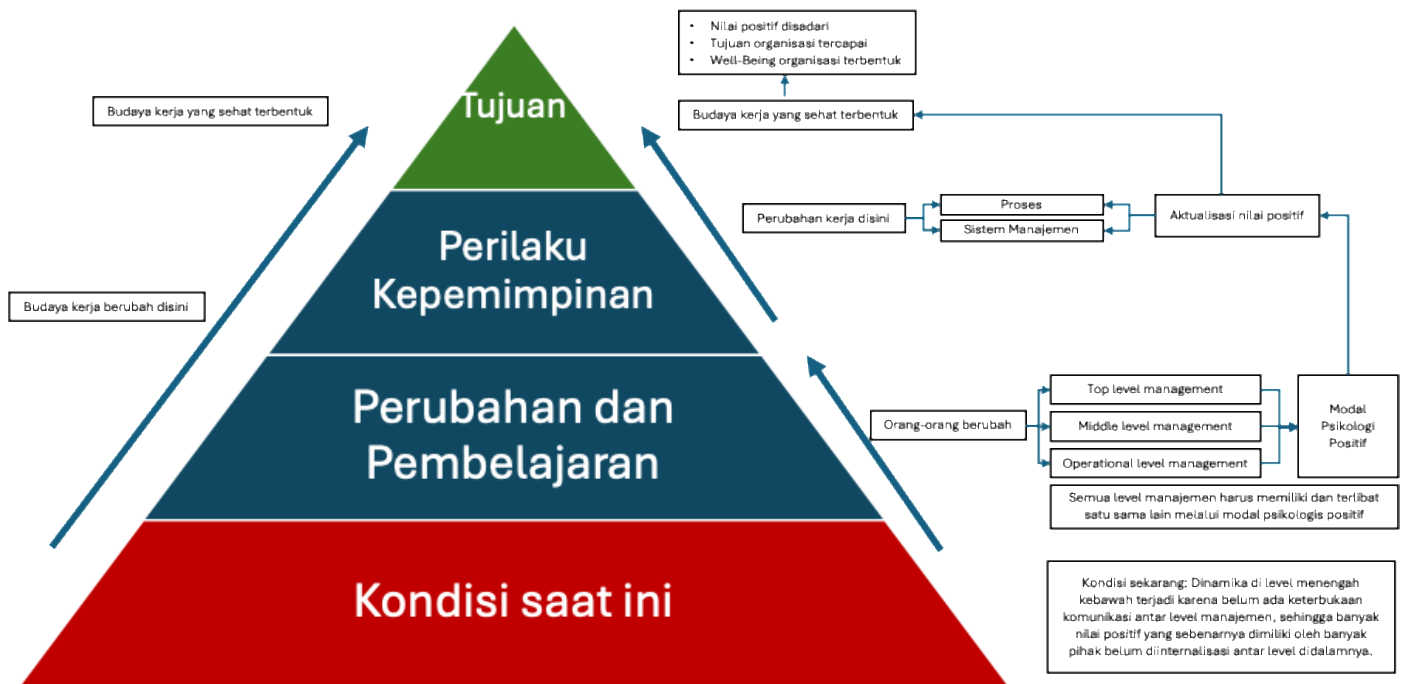 • Nilai positif disadari
• Tujuan organisasi tercapai
• Well-Being organisasi terbentuk
Tujuan
Budaya kerja yang sehat terbentuk
Budaya kerja yang sehat terbentuk
Proses
Perubahan kerja disini
Aktualisasi nilai positif
Sistem Manajemen
Perilaku
Kepemimpinan
Budaya kerja berubah disini
Perubahan dan
Pembelajaran
Top level management
Orang-orang berubah
Middle level management
Operational level management
Modal
Psikologi
Positif
Semua level manajemen harus memiliki dan terlibat
satu sama lain melalui modal psikologis positif
Kondisi saat ini
Kondisi sekarang: Dinamika di level menengah
kebawah terjadi karena belum ada keterbukaan
komunikasi antar level manajemen, sehingga banyak
nilai positif yang sebenarnya dimiliki oleh banyak
pihak belum diinternalisasi antar level didalamnya.